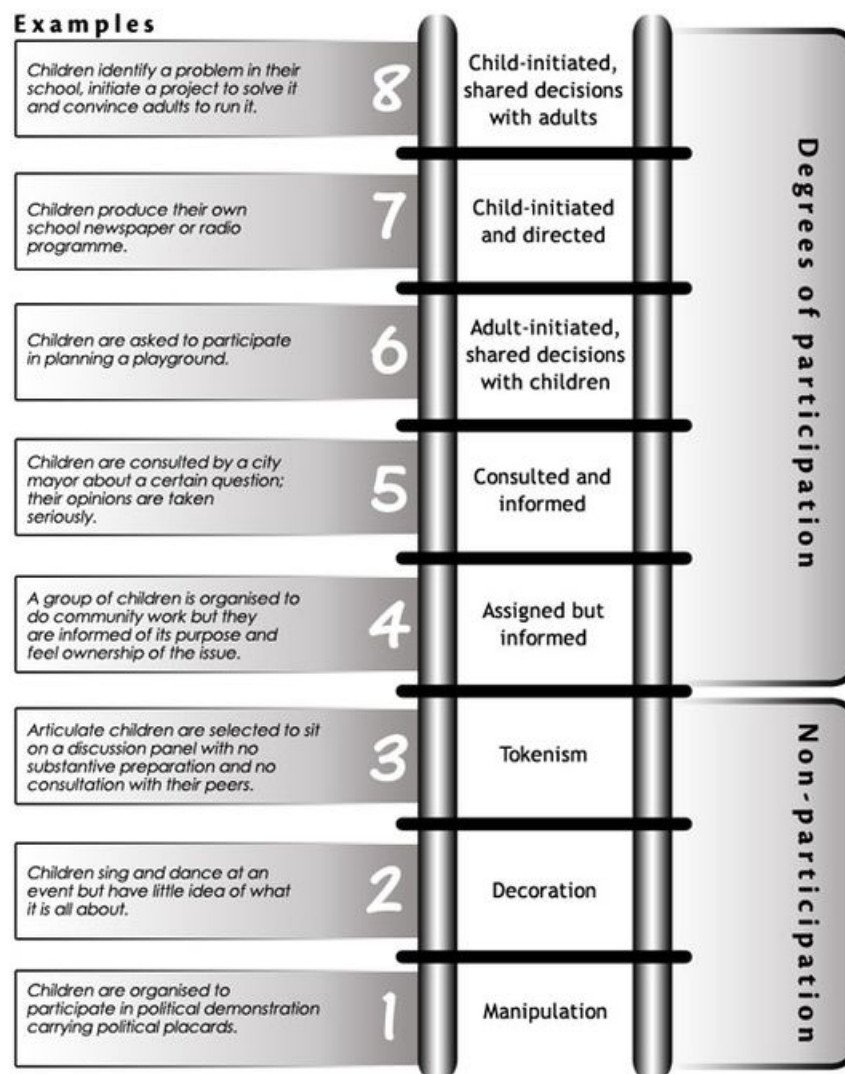 Examples
Children identify a problem in their
school, initiate a project to solve it
and convince adults to run it.
8
Child-initiated,
shared decisions
with adults
Children produce their own
school newspaper or radio
programme.
7
Child-initiated
and directed
Children are asked to participate
in planning a playground.
6
Adult-initiated,
shared decisions
with children
Children are consulted by a city
mayor about a certain question;
their opinions are taken
seriously.
5
Consulted and
informed
A group of children is organised to
do community work but they
are informed of its purpose and
feel ownership of the issue.
4
Assigned but
informed
Degrees of participation
Articulate children are selected to sit
on a discussion panel with no
substantive preparation and no
consultation with their peers.
3
Tokenism
Children sing and dance at an
event but have little idea of what
it is all about.
2
Decoration
Children are organised to
participate in political demonstration
carrying political placards.
1
Manipulation
Non-participation